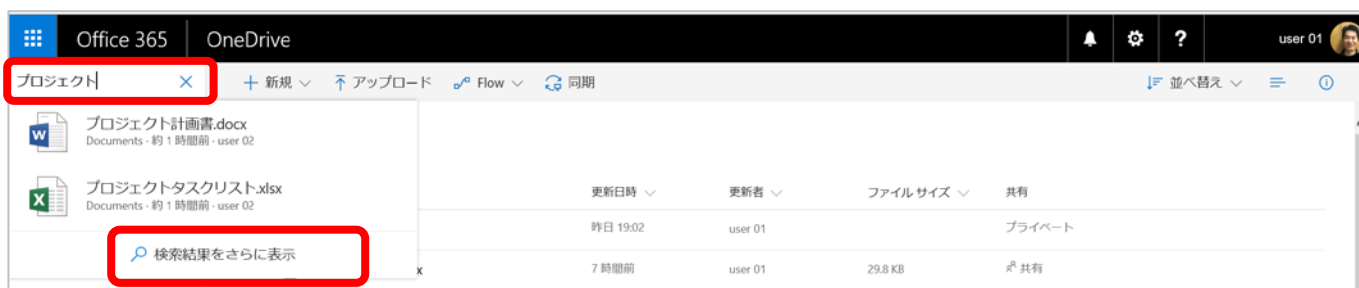 Office 365 OneDrive user 01
プロジェクト 新規 アップロード Flow 同期 並べ替え
プロジェクト計画書.docx
Documents - 約 1 時間前 - user 02
プロジェクトタスクリスト.xlsx
Documents - 約 1 時間前 - user 02
検索結果をさらに表示
更新日時 更新者 ファイル サイズ 共有
昨日 19:02 user 01 プライベート
x 7 時間前 user 01 29.8 KB 共有